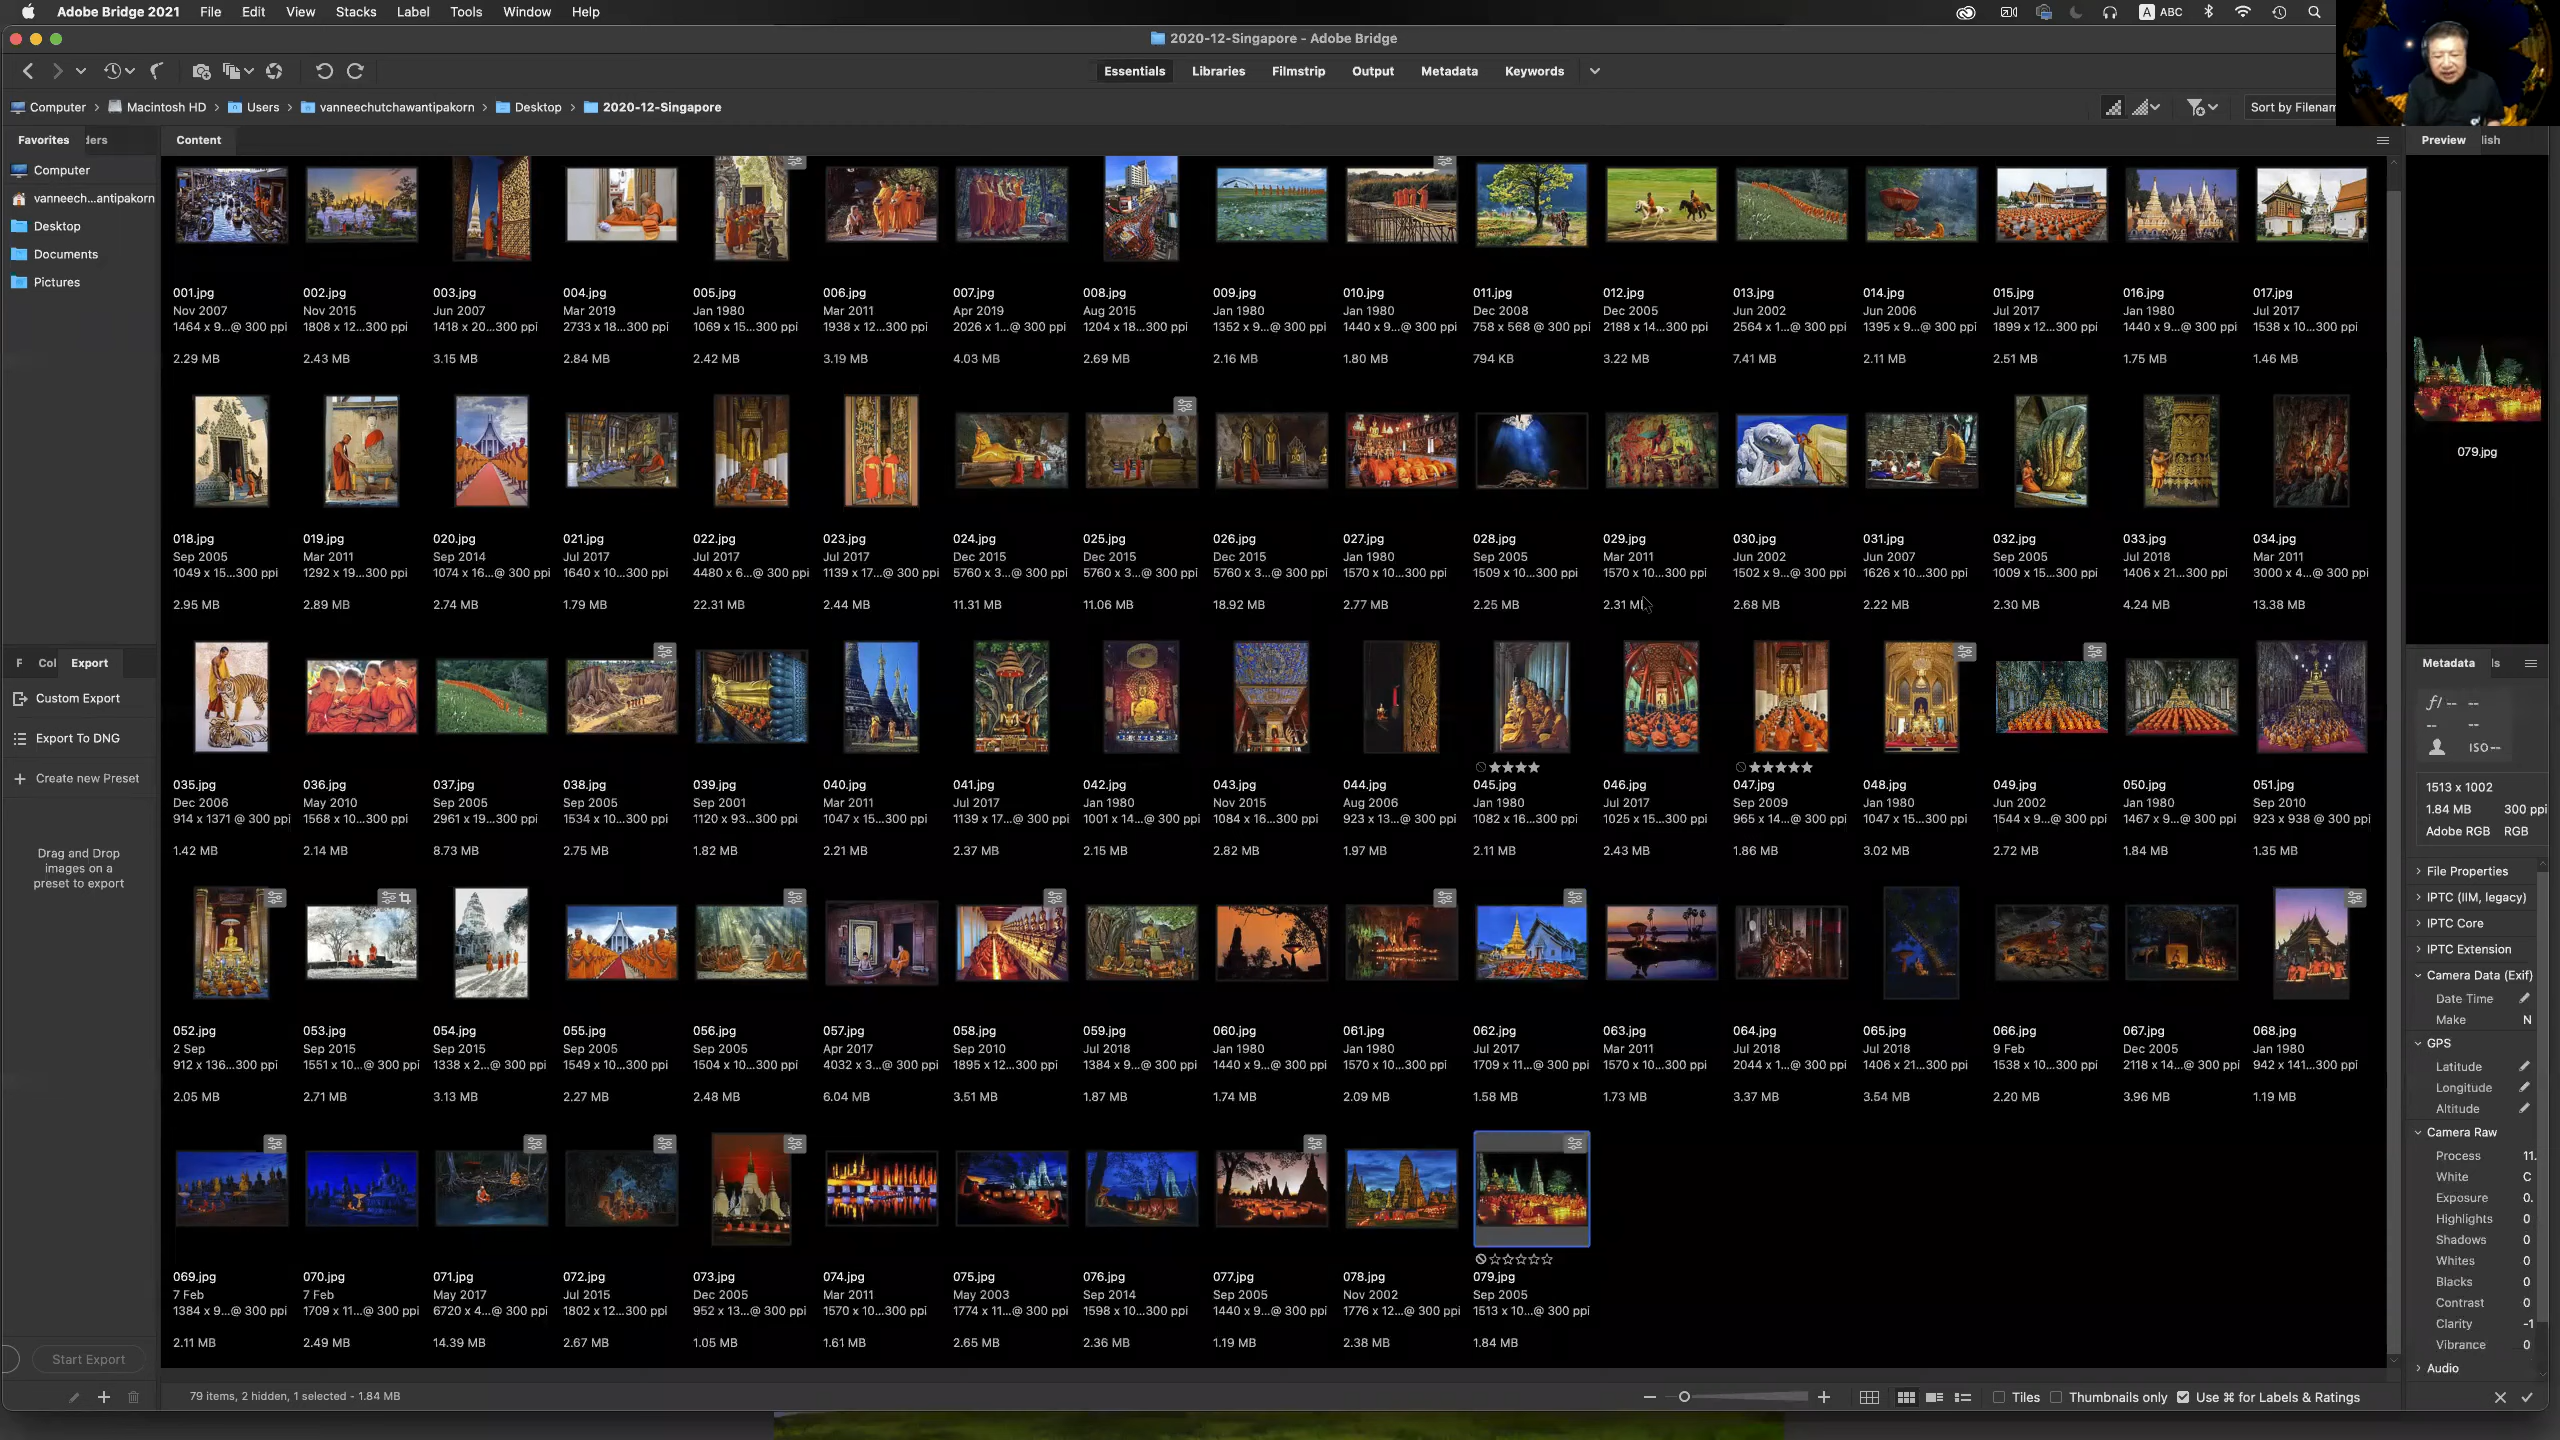 Adobe Bridge 2021 File Edit View Stacks Label Tools Window Help A ABC
2020-12-Singapore - Adobe Bridge
Essentials Libraries Filmstrip Output Metadata Keywords
Computer Macintosh HD Users vanneechutchawantipakorn Desktop 2020-12-Singapore Sort by Filenam
Favorites ders Content Preview lish
Computer
vanneech...antipakorn
Desktop
Documents
Pictures
001.jpg 002.jpg 003.jpg 004.jpg 005.jpg 006.jpg 007.jpg 008.jpg 009.jpg 010.jpg 011.jpg 012.jpg 013.jpg 014.jpg 015.jpg 016.jpg 017.jpg
Nov 2007 Nov 2015 Jun 2007 Mar 2019 Jan 1980 Mar 2011 Apr 2019 Aug 2015 Jan 1980 Jan 1980 Dec 2008 Dec 2005 Jun 2002 Jun 2006 Jul 2017 Jan 1980 Jul 2017
1464 x 9...@ 300 ppi 1808 x 12...300 ppi 1418 x 20...300 ppi 2733 x 18...300 ppi 1069 x 15...300 ppi 1938 x 12...300 ppi 2026 x 1...@ 300 ppi 1204 x 18...300 ppi 1352 x 9...@ 300 ppi 1440 x 9...@ 300 ppi 758 x 568 @ 300 ppi 2188 x 14...300 ppi 2564 x 1...@ 300 ppi 1395 x 9...@ 300 ppi 1899 x 12...300 ppi 1440 x 9...@ 300 ppi 1538 x 10...300 ppi
2.29 MB 2.43 MB 3.15 MB 2.84 MB 2.42 MB 3.19 MB 4.03 MB 2.69 MB 2.16 MB 1.80 MB 794 KB 3.22 MB 7.41 MB 2.11 MB 2.51 MB 1.75 MB 1.46 MB
079.jpg
018.jpg 019.jpg 020.jpg 021.jpg 022.jpg 023.jpg 024.jpg 025.jpg 026.jpg 027.jpg 028.jpg 029.jpg 030.jpg 031.jpg 032.jpg 033.jpg 034.jpg
Sep 2005 Mar 2011 Sep 2014 Jul 2017 Jul 2017 Jul 2017 Dec 2015 Dec 2015 Dec 2015 Jan 1980 Sep 2005 Mar 2011 Jun 2002 Jun 2007 Sep 2005 Jul 2018 Mar 2011
1049 x 15...300 ppi 1292 x 19...300 ppi 1074 x 16...@ 300 ppi 1640 x 10...300 ppi 4480 x 6...@ 300 ppi 1139 x 17...@ 300 ppi 5760 x 3...@ 300 ppi 5760 x 3...@ 300 ppi 5760 x 3...@ 300 ppi 1570 x 10...300 ppi 1509 x 10...300 ppi 1570 x 10...300 ppi 1502 x 9...@ 300 ppi 1626 x 10...300 ppi 1009 x 15...300 ppi 1406 x 21...300 ppi 3000 x 4...@ 300 ppi
2.95 MB 2.89 MB 2.74 MB 1.79 MB 22.31 MB 2.44 MB 11.31 MB 11.06 MB 18.92 MB 2.77 MB 2.25 MB 2.31 MB 2.68 MB 2.22 MB 2.30 MB 4.24 MB 13.38 MB
F Col Export
Custom Export
Export To DNG
Create new Preset
Drag and Drop
images on a
preset to export
035.jpg 036.jpg 037.jpg 038.jpg 039.jpg 040.jpg 041.jpg 042.jpg 043.jpg 044.jpg 045.jpg 046.jpg 047.jpg 048.jpg 049.jpg 050.jpg 051.jpg
Dec 2006 May 2010 Sep 2005 Sep 2005 Sep 2001 Mar 2011 Jul 2017 Jan 1980 Nov 2015 Aug 2006 Jan 1980 Jul 2017 Sep 2009 Jan 1980 Jun 2002 Jan 1980 Sep 2010
914 x 1371 @ 300 ppi 1568 x 10...300 ppi 2961 x 19...300 ppi 1534 x 10...300 ppi 1120 x 93...300 ppi 1047 x 15...300 ppi 1139 x 17...@ 300 ppi 1001 x 14...@ 300 ppi 1084 x 16...300 ppi 923 x 13...@ 300 ppi 1082 x 16...300 ppi 1025 x 15...300 ppi 965 x 14...@ 300 ppi 1047 x 15...300 ppi 1544 x 9...@ 300 ppi 1467 x 9...@ 300 ppi 923 x 938 @ 300 ppi
1.42 MB 2.14 MB 8.73 MB 2.75 MB 1.82 MB 2.21 MB 2.37 MB 2.15 MB 2.82 MB 1.97 MB 2.11 MB 2.43 MB 1.86 MB 3.02 MB 2.72 MB 1.84 MB 1.35 MB
052.jpg 053.jpg 054.jpg 055.jpg 056.jpg 057.jpg 058.jpg 059.jpg 060.jpg 061.jpg 062.jpg 063.jpg 064.jpg 065.jpg 066.jpg 067.jpg 068.jpg
2 Sep Sep 2015 Sep 2015 Sep 2005 Sep 2005 Apr 2017 Sep 2010 Jul 2018 Jan 1980 Jan 1980 Jul 2017 Mar 2011 Jul 2018 Jul 2018 9 Feb Dec 2005 Jan 1980
912 x 136...300 ppi 1551 x 10...@ 300 ppi 1338 x 2...@ 300 ppi 1549 x 10...300 ppi 1504 x 10...300 ppi 4032 x 3...@ 300 ppi 1895 x 12...300 ppi 1384 x 9...@ 300 ppi 1440 x 9...@ 300 ppi 1570 x 10...300 ppi 1709 x 11...@ 300 ppi 1570 x 10...300 ppi 2044 x 1...@ 300 ppi 1406 x 21...300 ppi 1538 x 10...300 ppi 2118 x 14...@ 300 ppi 942 x 141...300 ppi
2.05 MB 2.71 MB 3.13 MB 2.27 MB 2.48 MB 6.04 MB 3.51 MB 1.87 MB 1.74 MB 2.09 MB 1.58 MB 1.73 MB 3.37 MB 3.54 MB 2.20 MB 3.96 MB 1.19 MB
069.jpg 070.jpg 071.jpg 072.jpg 073.jpg 074.jpg 075.jpg 076.jpg 077.jpg 078.jpg 079.jpg
7 Feb 7 Feb May 2017 Jul 2015 Dec 2005 Mar 2011 May 2003 Sep 2014 Sep 2005 Nov 2002 Sep 2005
1384 x 9...@ 300 ppi 1709 x 11...@ 300 ppi 6720 x 4...@ 300 ppi 1802 x 12...300 ppi 952 x 13...@ 300 ppi 1570 x 10...300 ppi 1774 x 11...@ 300 ppi 1598 x 10...300 ppi 1440 x 9...@ 300 ppi 1776 x 12...@ 300 ppi 1513 x 10...@ 300 ppi
2.11 MB 2.49 MB 14.39 MB 2.67 MB 1.05 MB 1.61 MB 2.65 MB 2.36 MB 1.19 MB 2.38 MB 1.84 MB
Metadata ls
f/ -- --
-- --
ISO--
1513 x 1002
1.84 MB 300 ppi
Adobe RGB RGB
File Properties
IPTC (IIM, legacy)
IPTC Core
IPTC Extension
Camera Data (Exif)
Date Time
Make N
GPS
Latitude
Longitude
Altitude
Camera Raw
Process 11.
White C
Exposure 0.
Highlights 0
Shadows 0
Whites 0
Blacks 0
Contrast 0
Clarity -1
Vibrance 0
Audio
Start Export
79 items, 2 hidden, 1 selected - 1.84 MB Tiles Thumbnails only Use ⌘ for Labels & Ratings